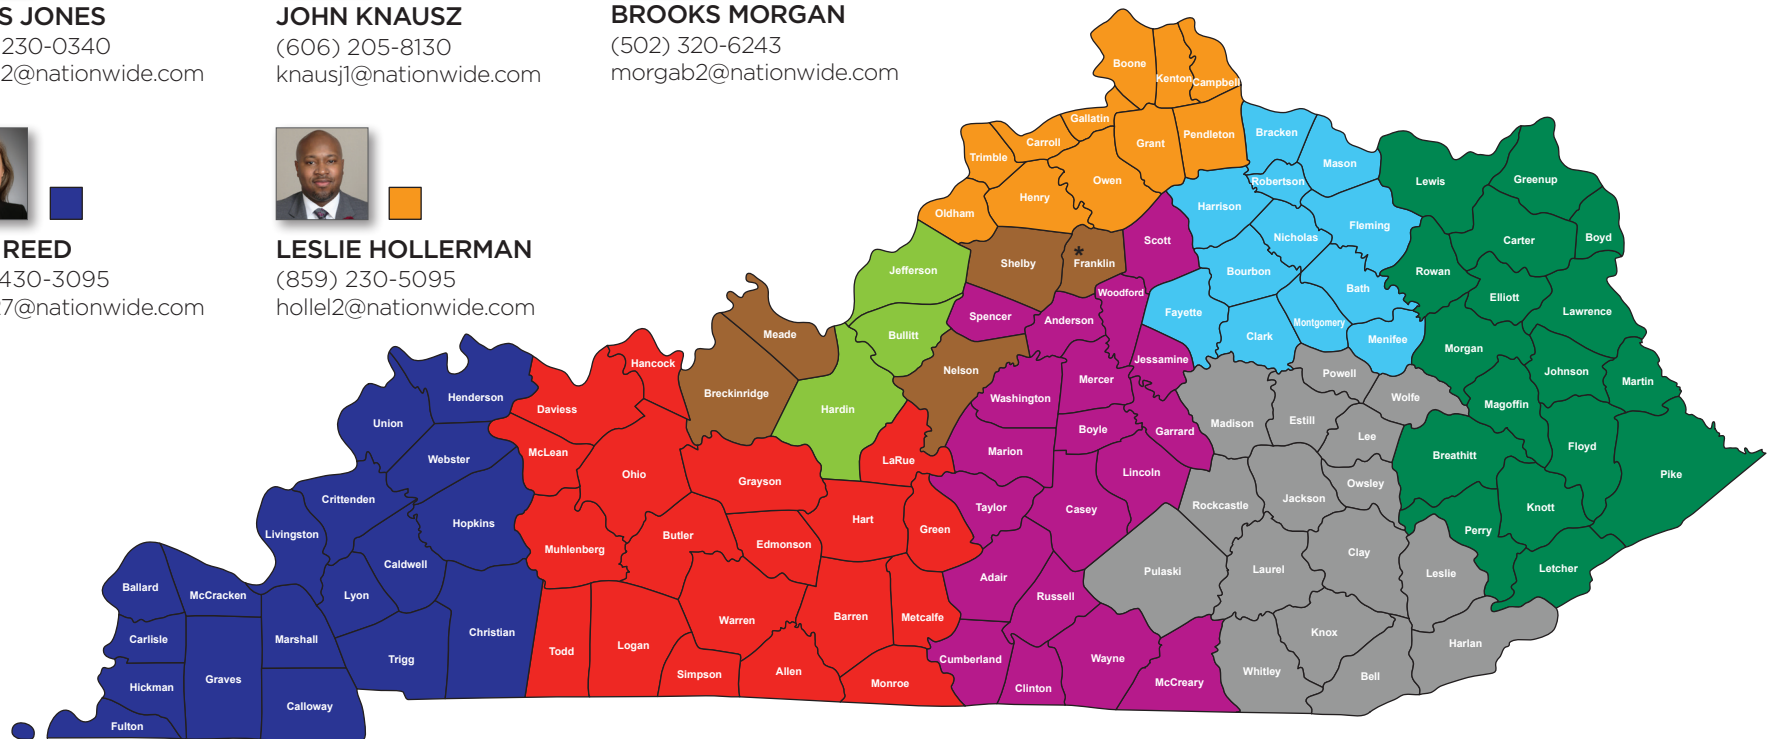 S JONES
230-0340
2@nationwide.com
JOHN KNAUSZ
(606) 205-8130
knausj1@nationwide.com
BROOKS MORGAN
(502) 320-6243
morgab2@nationwide.com
REED
430-3095
7@nationwide.com
LESLIE HOLLERMAN
(859) 230-5095
hollel2@nationwide.com
Boone
Kenton
Campbell
Gallatin
Carroll
Grant
Pendleton
Trimble
Owen
Henry
Oldham
Bracken
Mason
Robertson
Harrison
Fleming
Nicholas
Bourbon
Bath
Fayette
Montgomery
Clark
Menifee
Lewis
Greenup
Carter
Boyd
Rowan
Elliott
Lawrence
Morgan
Johnson
Martin
Magoffin
Floyd
Breathitt
Pike
Knott
Perry
Letcher
Scott
*
Franklin
Shelby
Jefferson
Woodford
Spencer
Anderson
Bullitt
Meade
Jessamine
Nelson
Mercer
Breckinridge
Hardin
Washington
Boyle
Garrard
Marion
Lincoln
Taylor
Casey
Adair
Russell
Cumberland
Clinton
Wayne
McCreary
Powell
Wolfe
Madison
Estill
Lee
Owsley
Jackson
Rockcastle
Clay
Laurel
Leslie
Pulaski
Knox
Harlan
Whitley
Bell
Hancock
Daviess
McLean
Ohio
LaRue
Grayson
Hart
Green
Butler
Edmonson
Muhlenberg
Warren
Barren
Metcalfe
Todd
Logan
Simpson
Allen
Monroe
Henderson
Union
Webster
Crittenden
Hopkins
Livingston
Caldwell
Lyon
Ballard
McCracken
Christian
Marshall
Carlisle
Trigg
Graves
Hickman
Calloway
Fulton